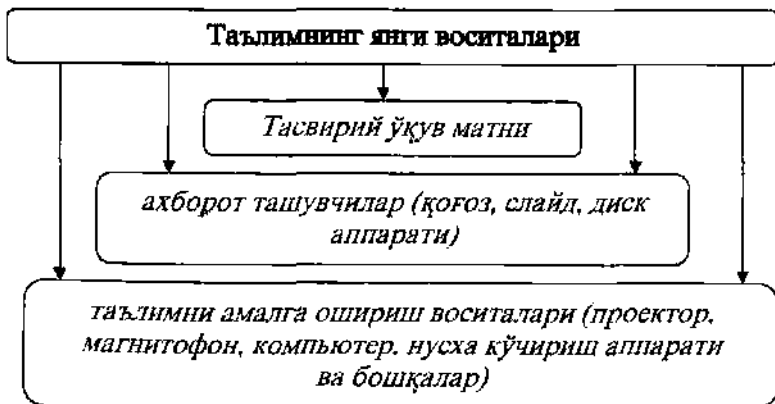 Таълимнинг янги воситалари
Тасвирий ўқув матни
ахборот ташувчилар (қоғоз, слайд, диск
аппарати)
таълимни амалга ошириш воситалари (проектор,
магнитофон, компьютер, нусха кўчириш аппарати
ва бошқалар)